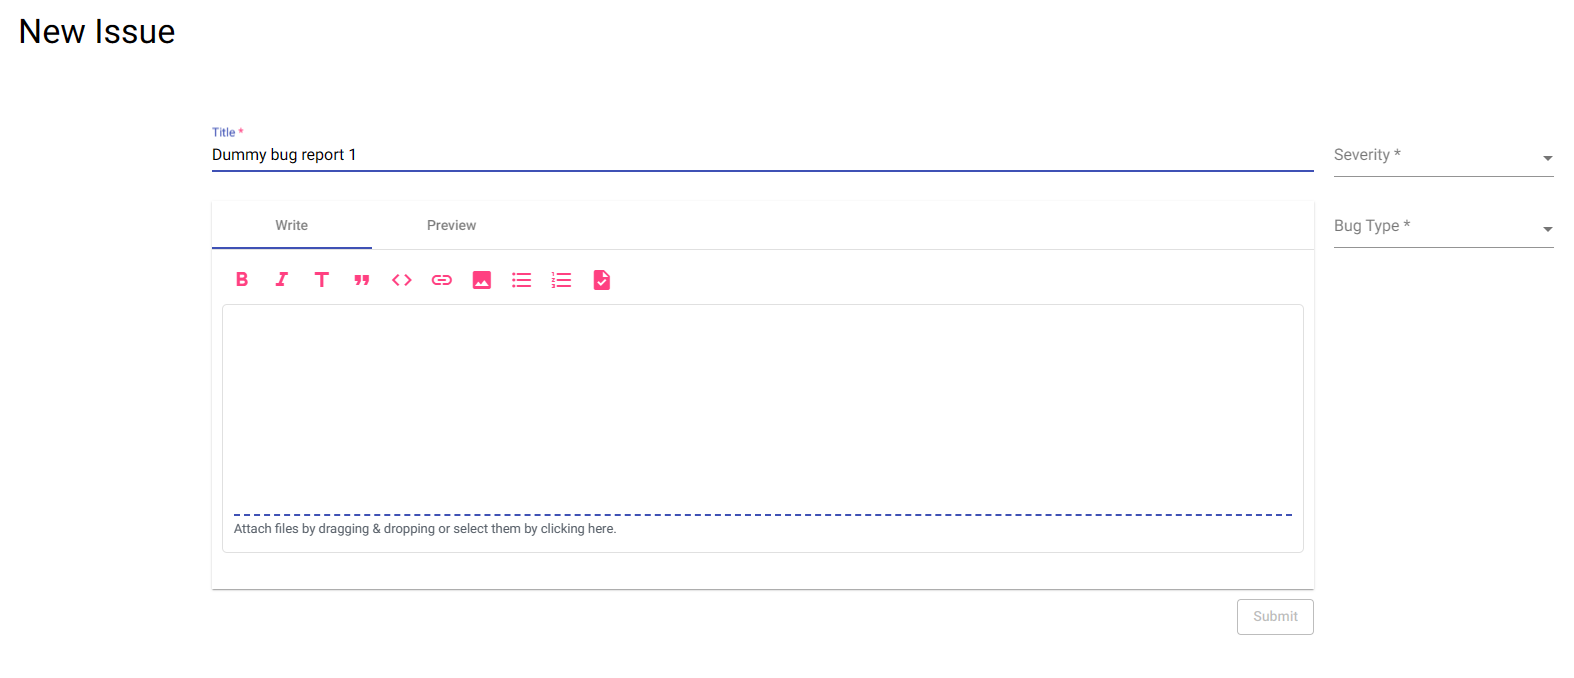 New Issue
Title *
Dummy bug report 1
Severity *
Write Preview
Bug Type *
Attach files by dragging & dropping or select them by clicking here.
Submit